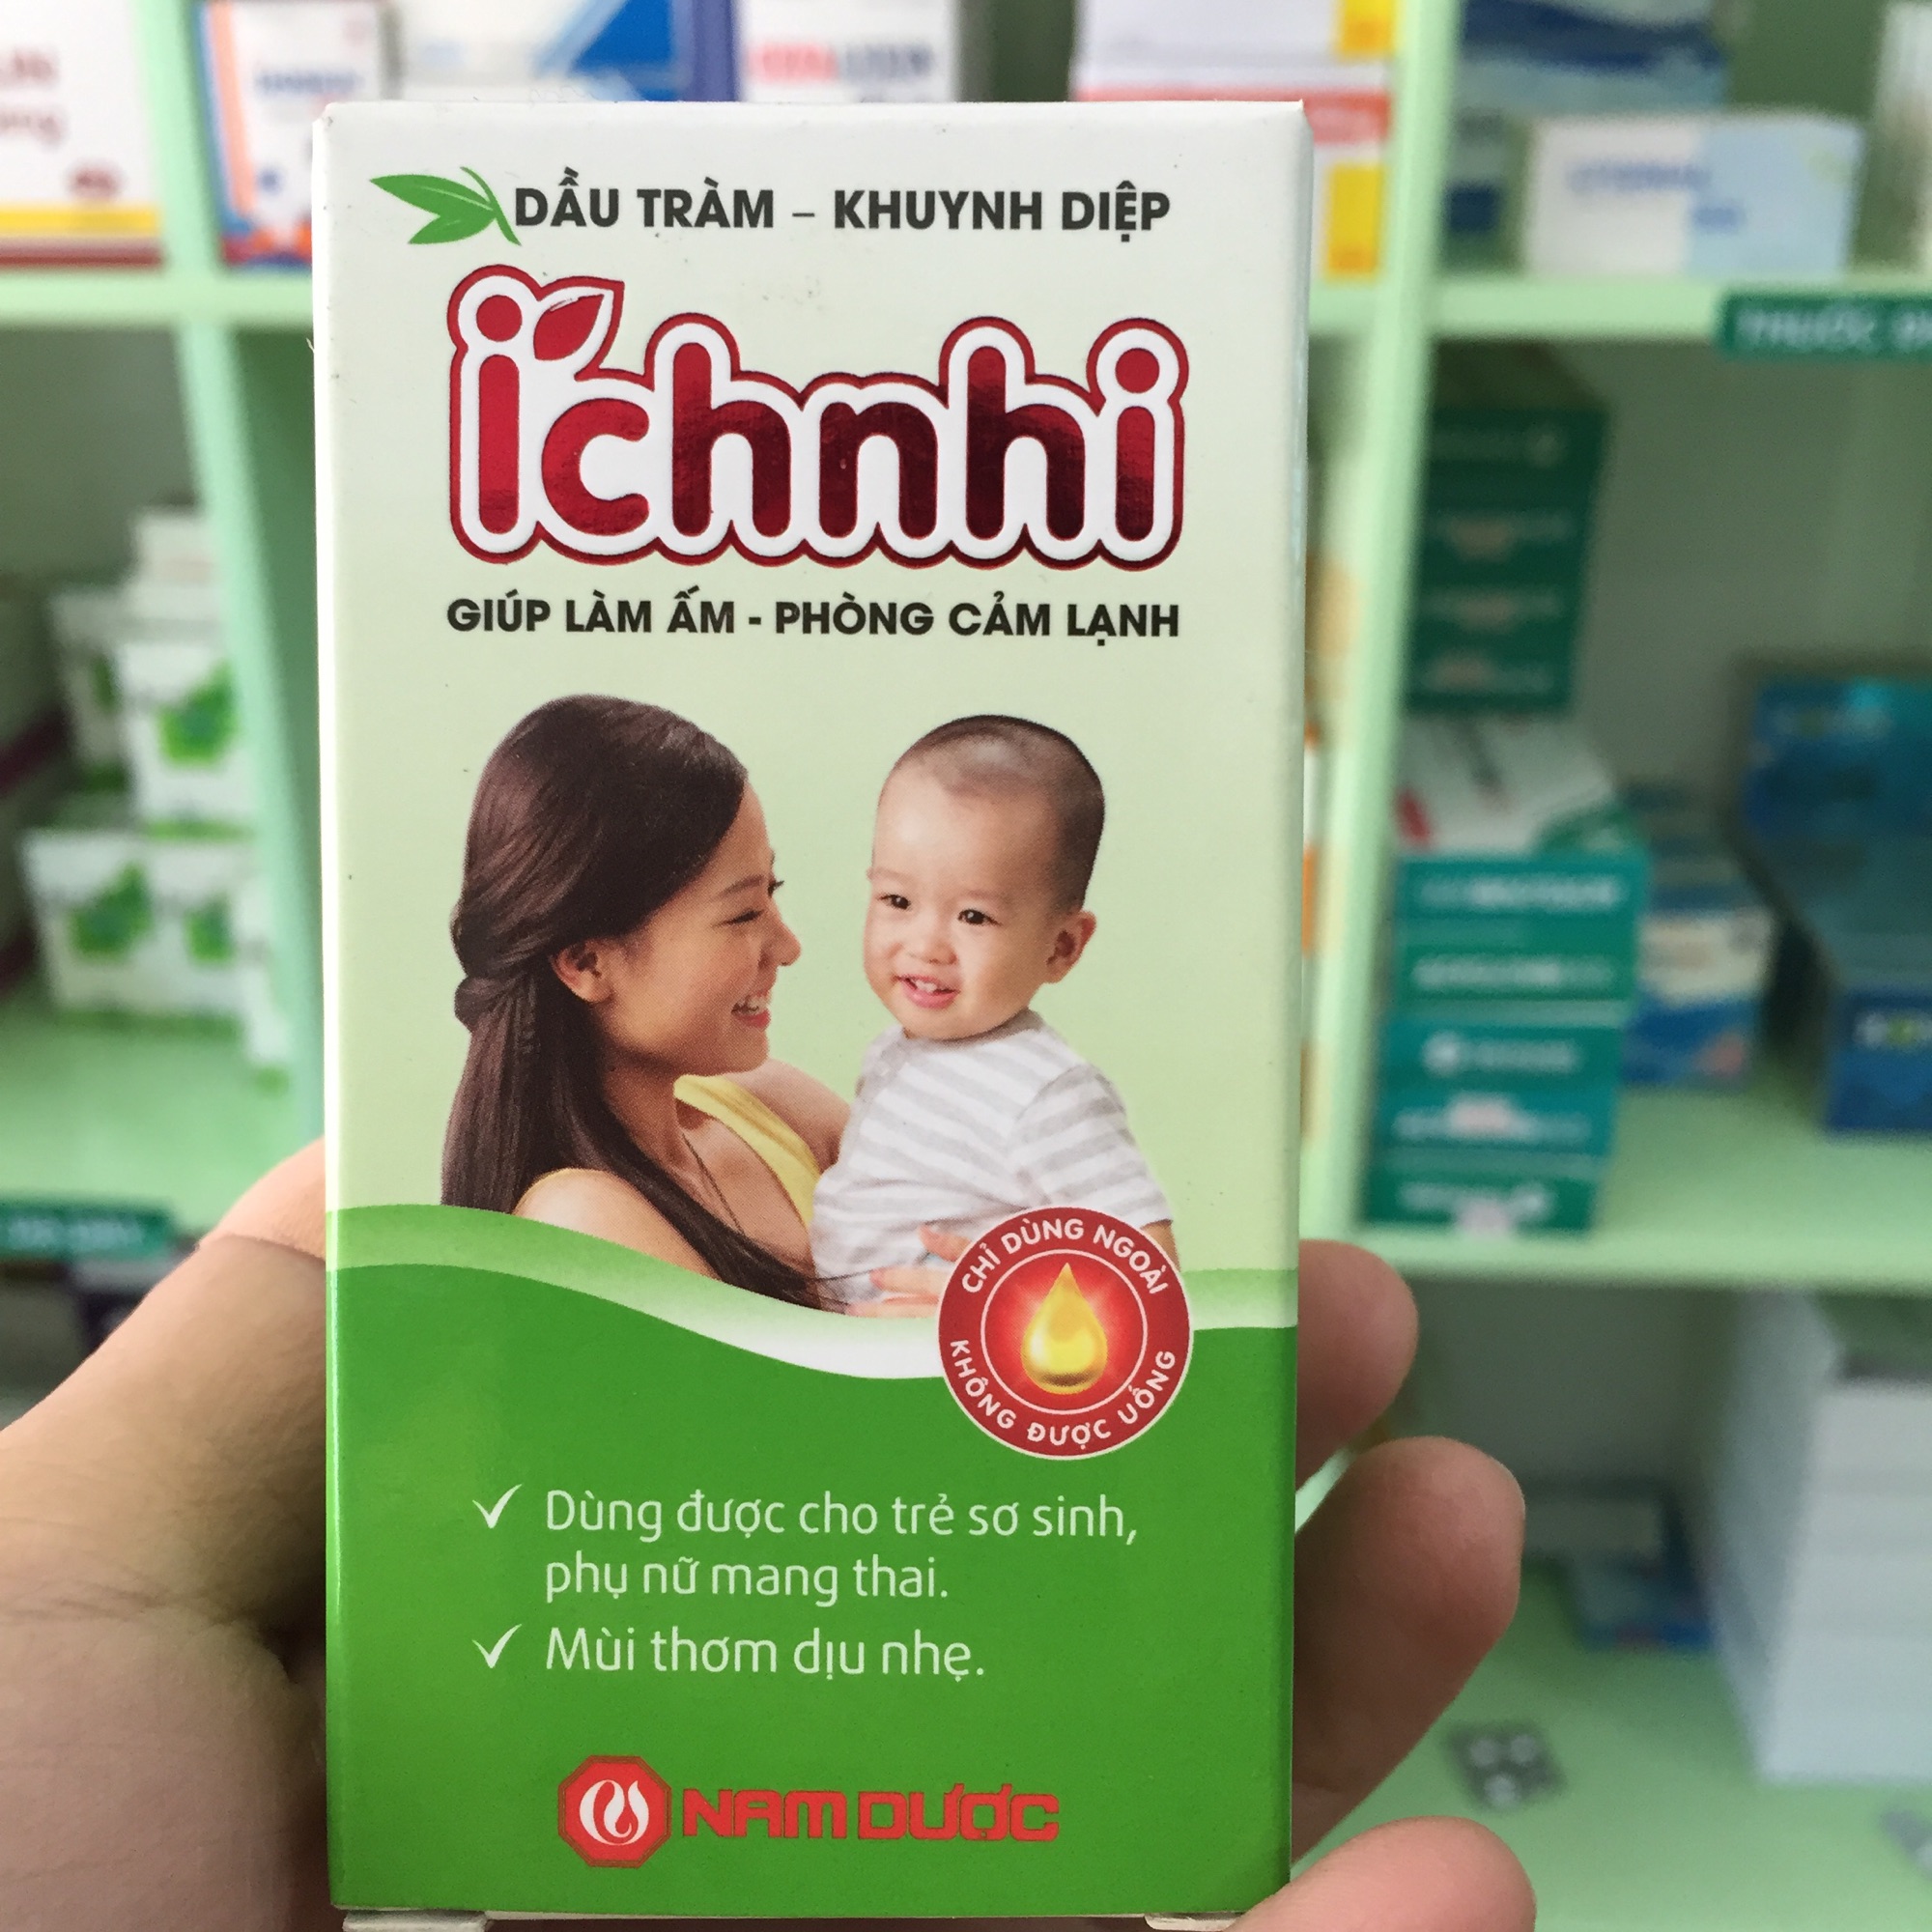 DẦU TRÀM – KHUYNH DIỆP
íchnhi
GIÚP LÀM ẤM - PHÒNG CẢM LẠNH
CHỈ DÙNG NGOÀI
KHÔNG ĐƯỢC UỐNG
✓ Dùng được cho trẻ sơ sinh,
phụ nữ mang thai.
✓ Mùi thơm dịu nhẹ.
NAM DƯỢC